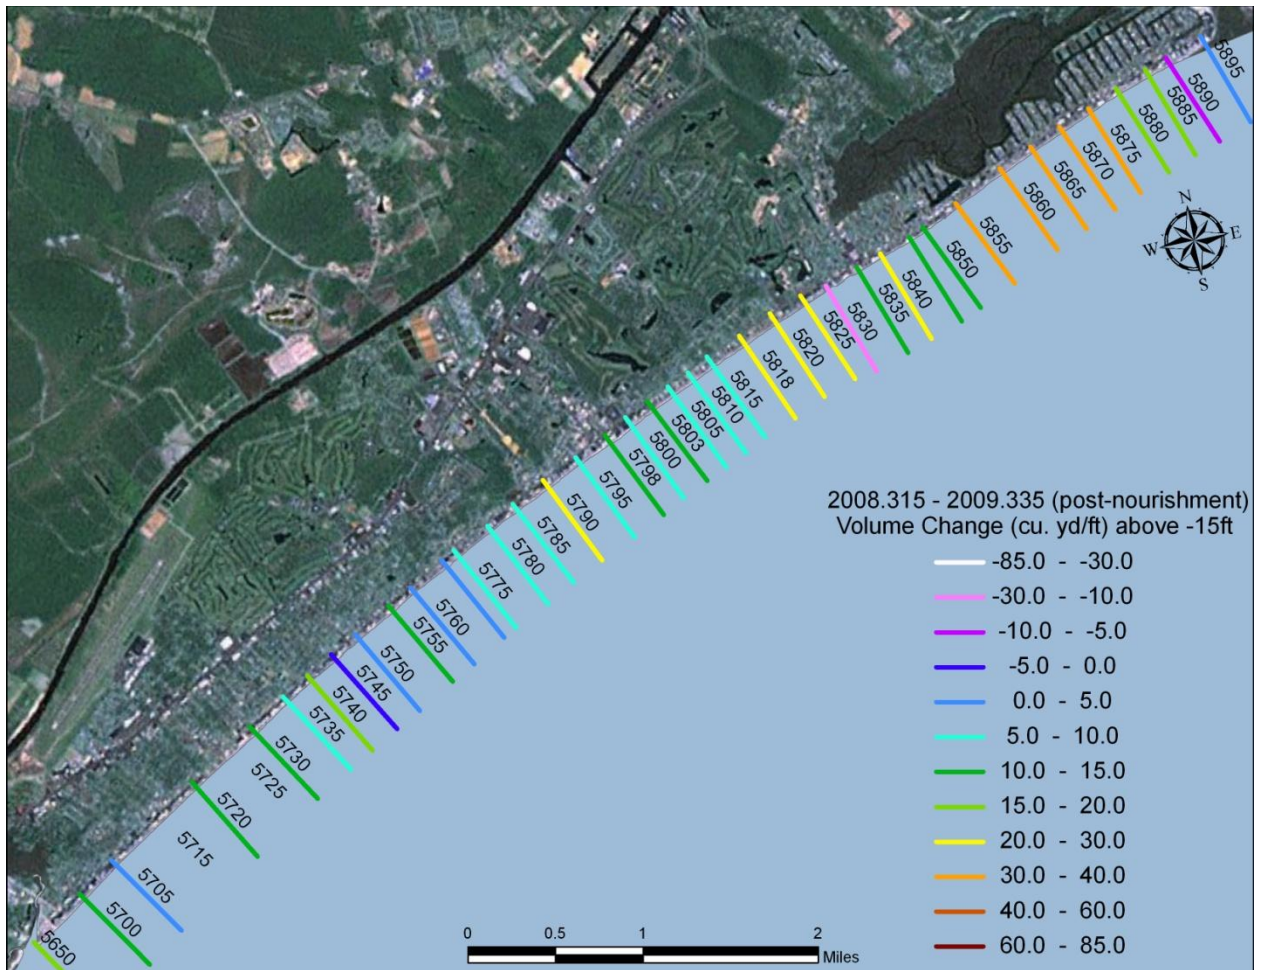 5895
5890
5885
5880
5875
5870
5865
5860
5855
5850
5840
5835
5830
5825
5820
5818
5815
5810
5805
5803
5800
5798
5795
5790
5785
5780
5775
5760
5755
5750
5745
5740
5735
5730
5725
5720
5715
5705
5700
5650
N
W E
S
2008.315 - 2009.335 (post-nourishment)
Volume Change (cu. yd/ft) above -15ft
-85.0 - -30.0
-30.0 - -10.0
-10.0 - -5.0
-5.0 - 0.0
0.0 - 5.0
5.0 - 10.0
10.0 - 15.0
15.0 - 20.0
20.0 - 30.0
30.0 - 40.0
40.0 - 60.0
60.0 - 85.0
0 0.5 1 2
Miles